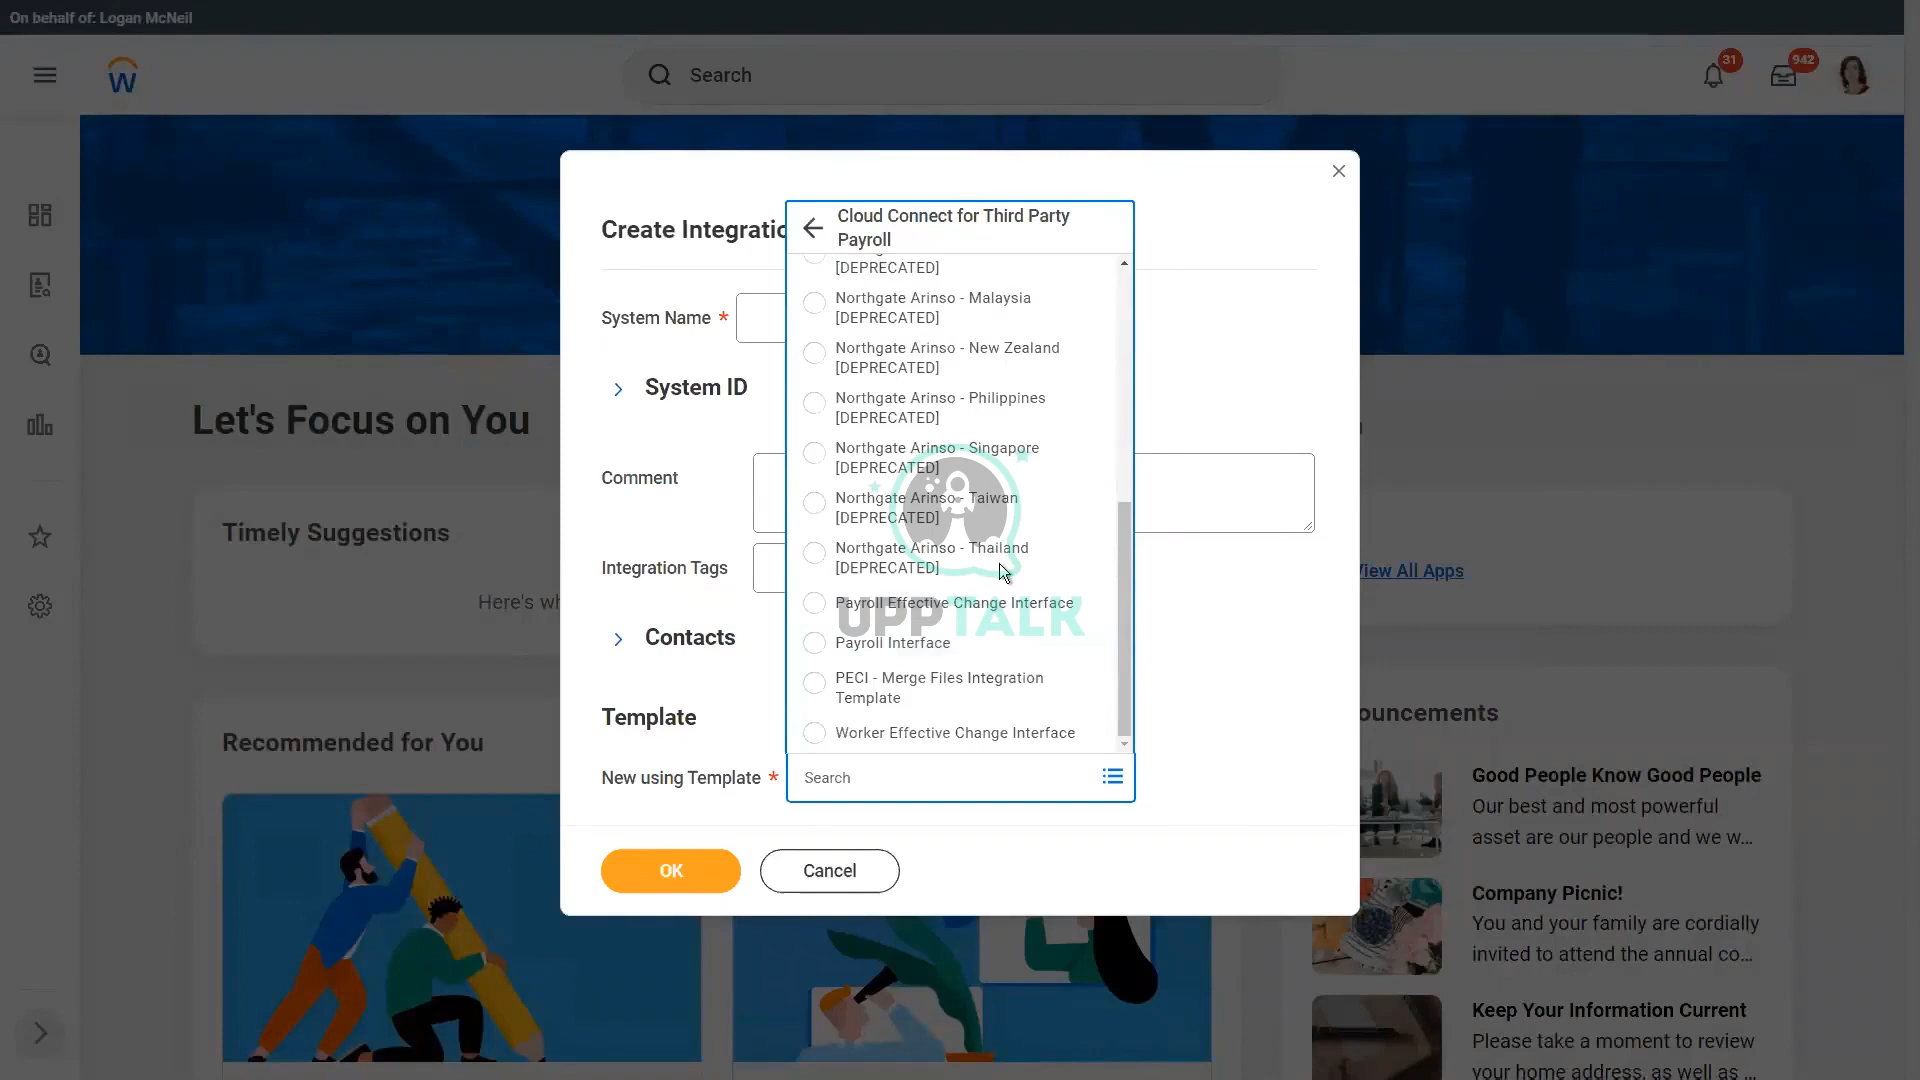 On behalf of: Logan McNeil
W
Search
31
942
Create Integratio
Cloud Connect for Third Party
Payroll
[DEPRECATED]
Northgate Arinso - Malaysia
[DEPRECATED]
System Name *
Northgate Arinso - New Zealand
[DEPRECATED]
System ID
Northgate Arinso - Philippines
[DEPRECATED]
Let's Focus on You
Northgate Arinso - Singapore
[DEPRECATED]
Comment
Northgate Arinso - Taiwan
[DEPRECATED]
Timely Suggestions
Northgate Arinso - Thailand
[DEPRECATED]
Integration Tags
View All Apps
Here's wh
Payroll Effective Change Interface
UPPTALK
Contacts
Payroll Interface
PECI - Merge Files Integration
Template
Template
ouncements
Recommended for You
Worker Effective Change Interface
New using Template *
Search
Good People Know Good People
Our best and most powerful
asset are our people and we w...
OK
Cancel
Company Picnic!
You and your family are cordially
invited to attend the annual co...
Keep Your Information Current
Please take a moment to review
your home address, as well as ...